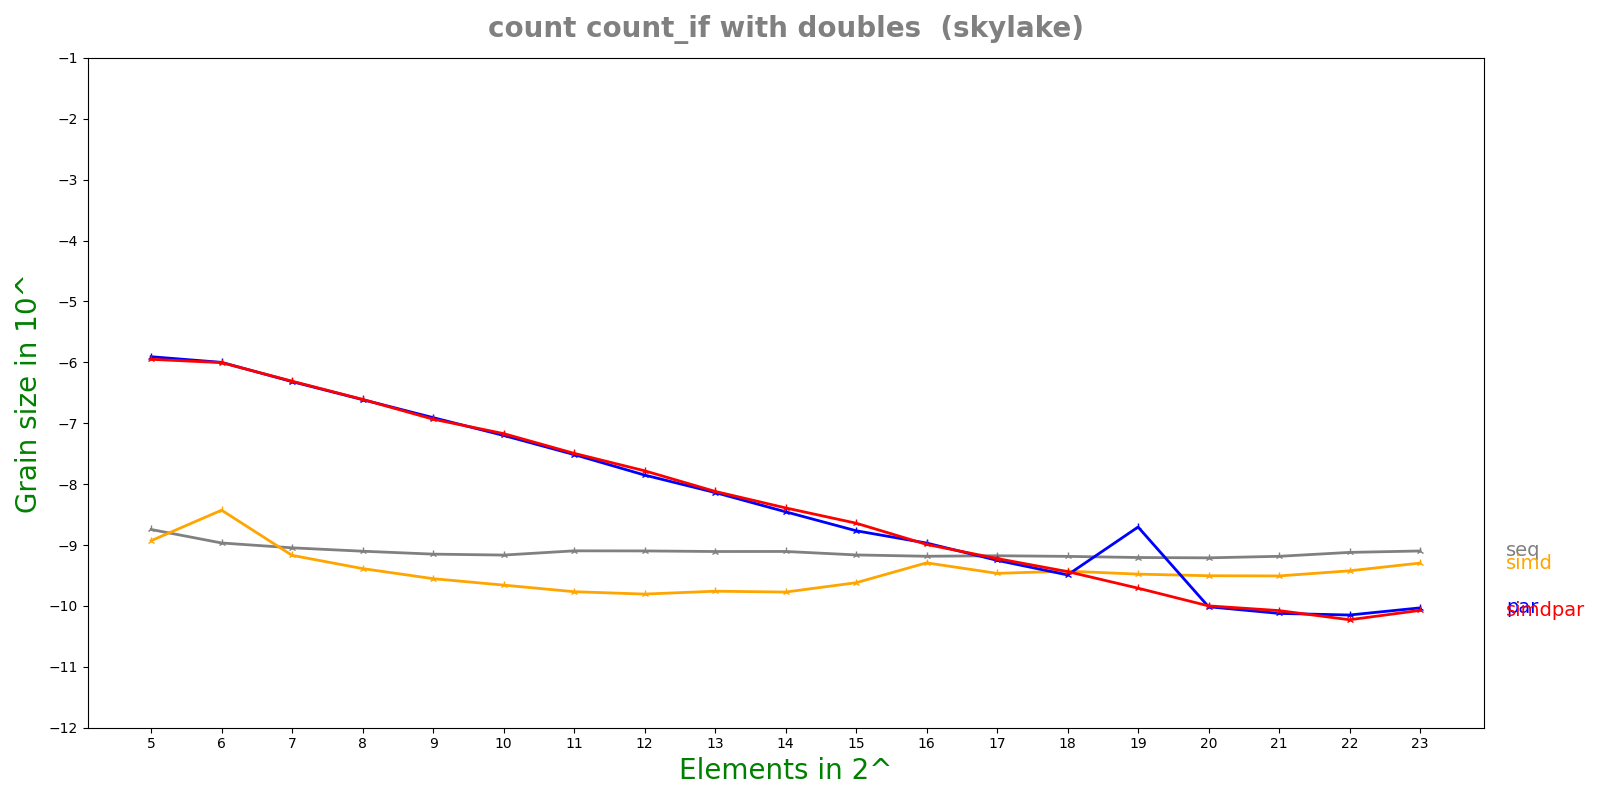 count count_if with doubles  (skylake)
Grain size in 10^
−1
−2
−3
−4
−5
−6
−7
−8
−9
−10
−11
−12
seq
simd
par
simdpar
5 6 7 8 9 10 11 12 13 14 15 16 17 18 19 20 21 22 23
Elements in 2^